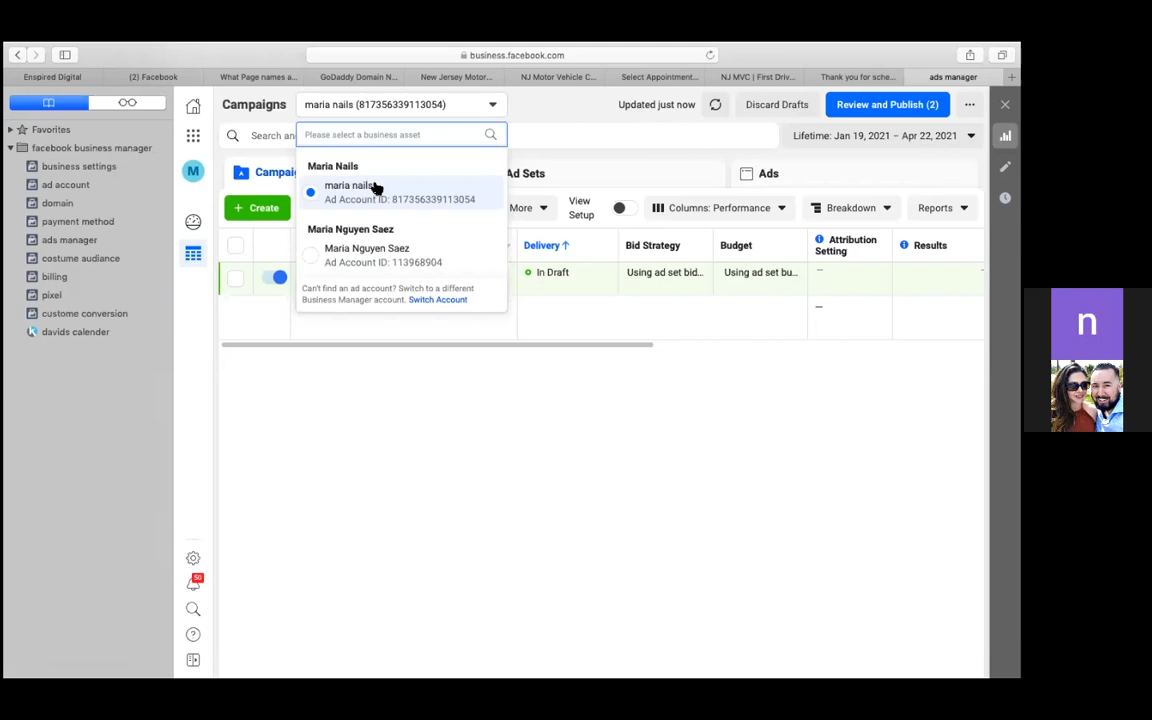 business.facebook.com
Enspired Digital
(2) Facebook
What Page names a...
GoDaddy Domain N...
New Jersey Motor...
NJ Motor Vehicle C...
Select Appointment...
NJ MVC | First Driv...
Thank you for sche...
ads manager
Favorites
facebook business manager
business settings
ad account
domain
payment method
ads manager
costume audiance
billing
pixel
custome conversion
davids calender
M
50
Campaigns
maria nails (817356339113054)
Updated just now
Discard Drafts
Review and Publish (2)
Search an
Please select a business asset
Lifetime: Jan 19, 2021 – Apr 22, 2021
Maria Nails
maria nails
Ad Account ID: 817356339113054
Maria Nguyen Saez
Maria Nguyen Saez
Ad Account ID: 113968904
Can't find an ad account? Switch to a different
Business Manager account. Switch Account
Campaig
Ad Sets
Ads
+ Create
More
View
Setup
Columns: Performance
Breakdown
Reports
Delivery ↑
Bid Strategy
Budget
Attribution
Setting
Results
In Draft
Using ad set bid...
Using ad set bu...
—
—
n